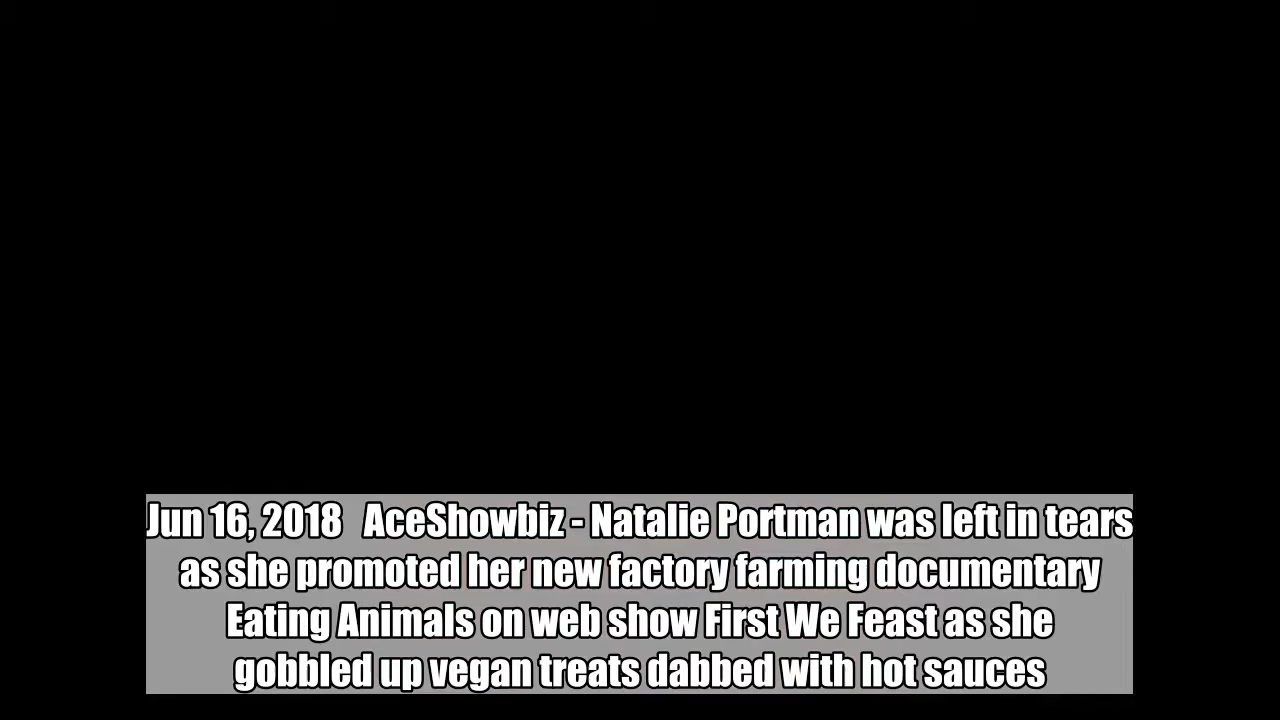 Jun 16, 2018   AceShowbiz - Natalie Portman was left in tears
as she promoted her new factory farming documentary
Eating Animals on web show First We Feast as she
gobbled up vegan treats dabbed with hot sauces